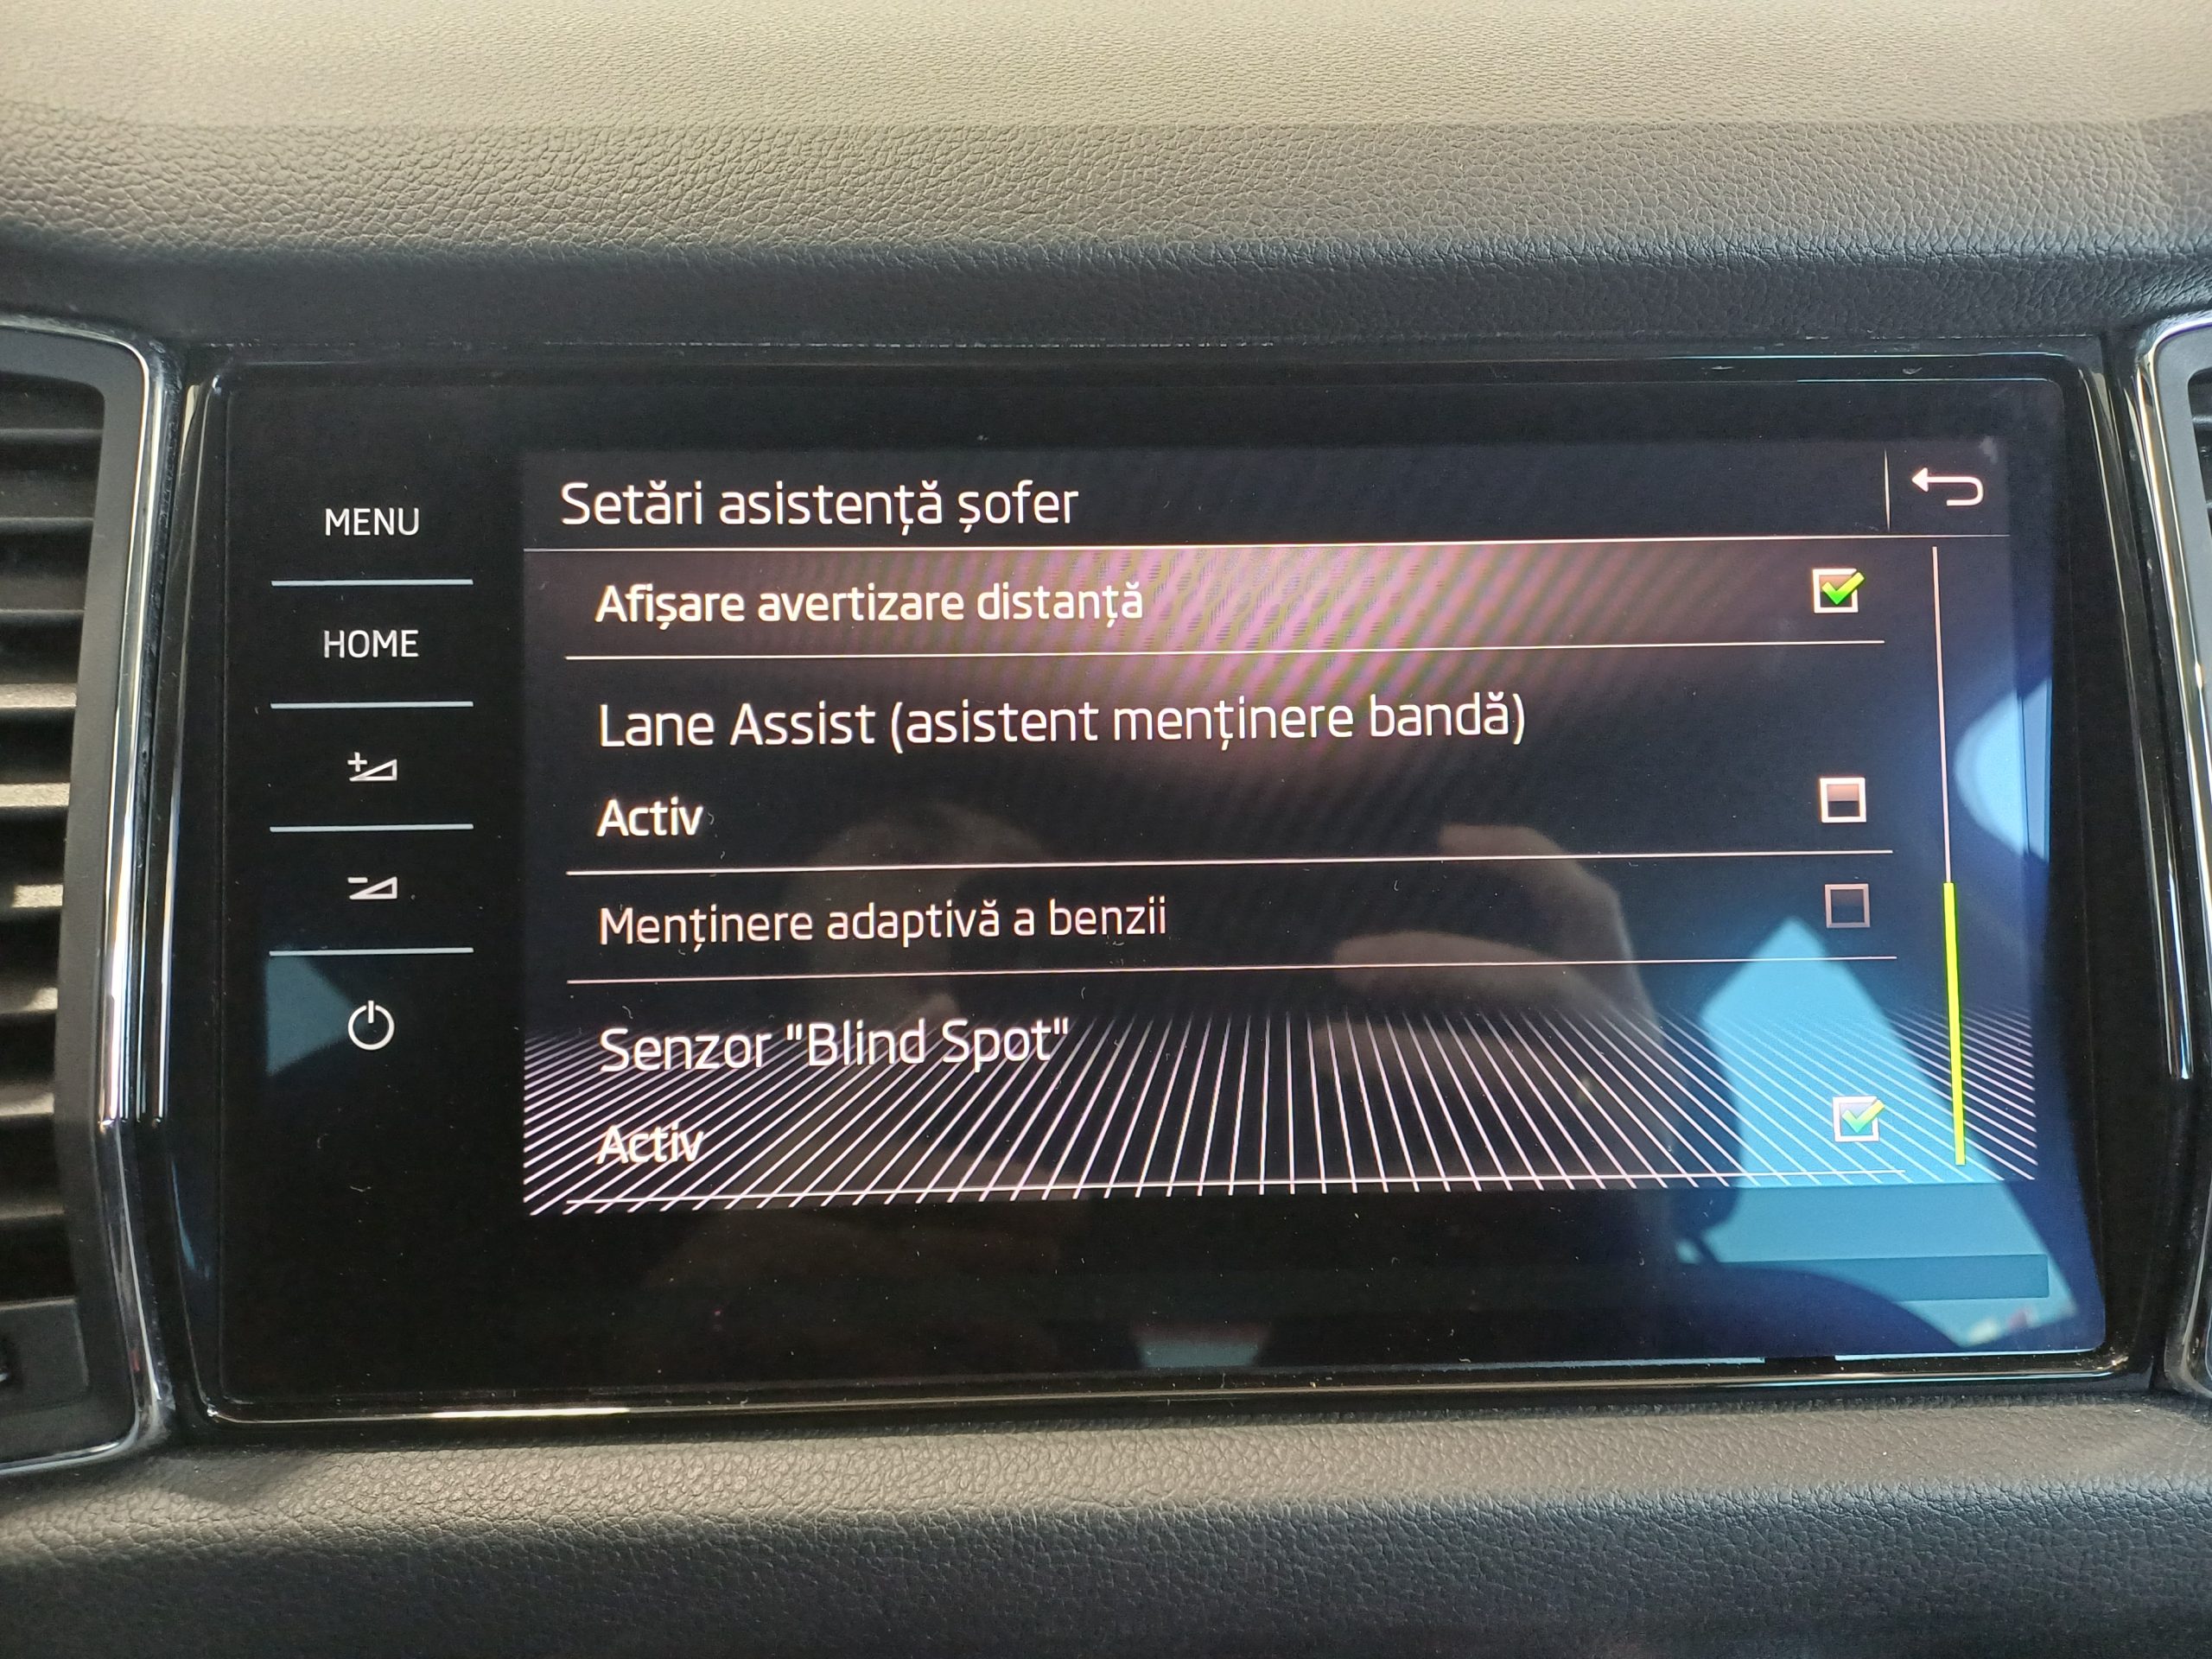 Setări asistență șofer
MENU
Afișare avertizare distanță
HOME
Lane Assist (asistent menținere bandă)
Activ
Menținere adaptivă a benzii
Senzor "Blind Spot"
Activ